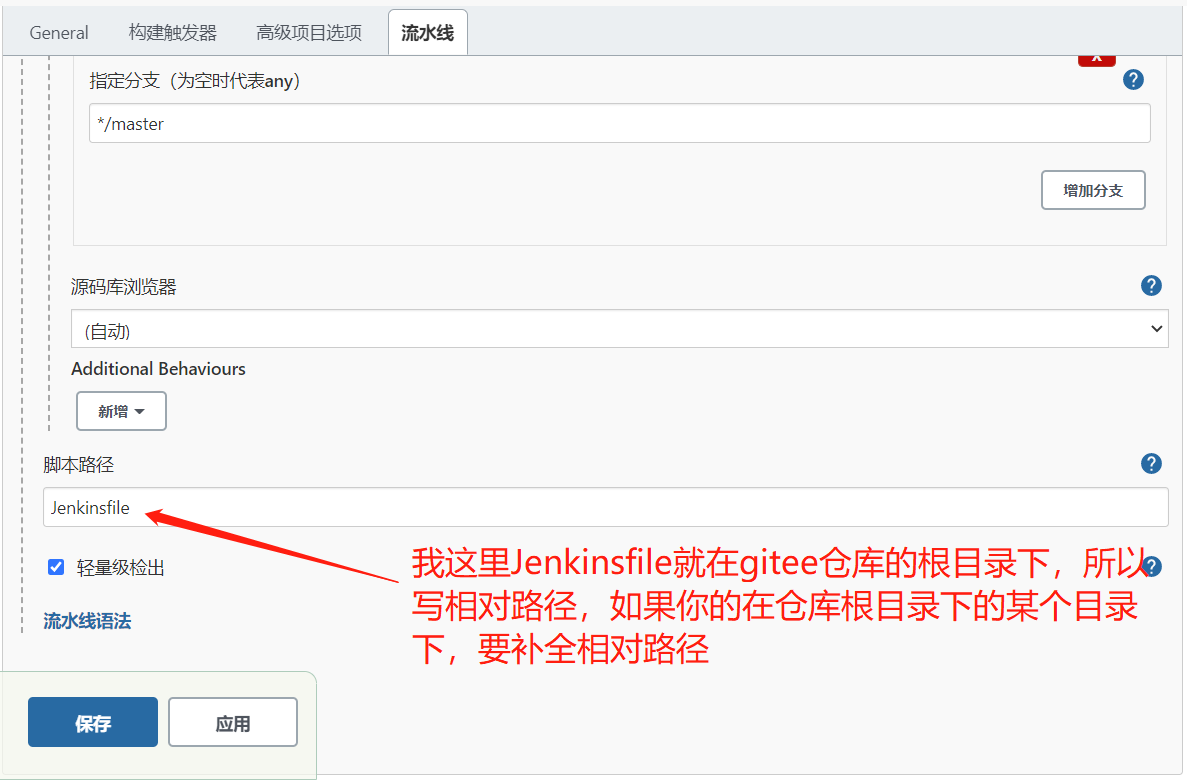 General 构建触发器 高级项目选项 流水线
X
指定分支（为空时代表any）
*/master
增加分支
源码库浏览器
(自动)
Additional Behaviours
新增
脚本路径
Jenkinsfile
轻量级检出
我这里Jenkinsfile就在gitee仓库的根目录下，所以
写相对路径，如果你的在仓库根目录下的某个目录
下，要补全相对路径
流水线语法
保存 应用